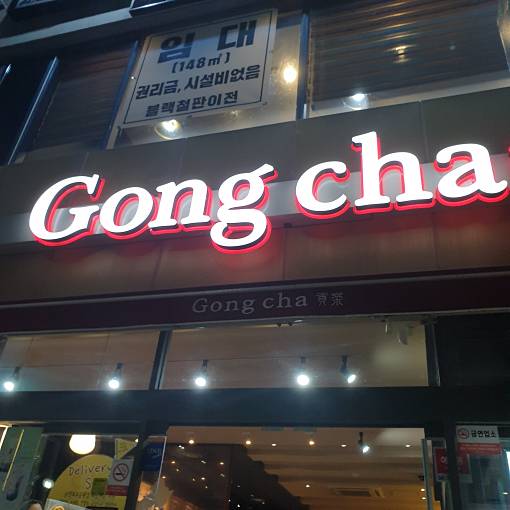 임대
(148㎡)
권리금, 시설비없음
블랙철판이전
Gong cha
Gong cha 貢茶
Delivery
금연업소